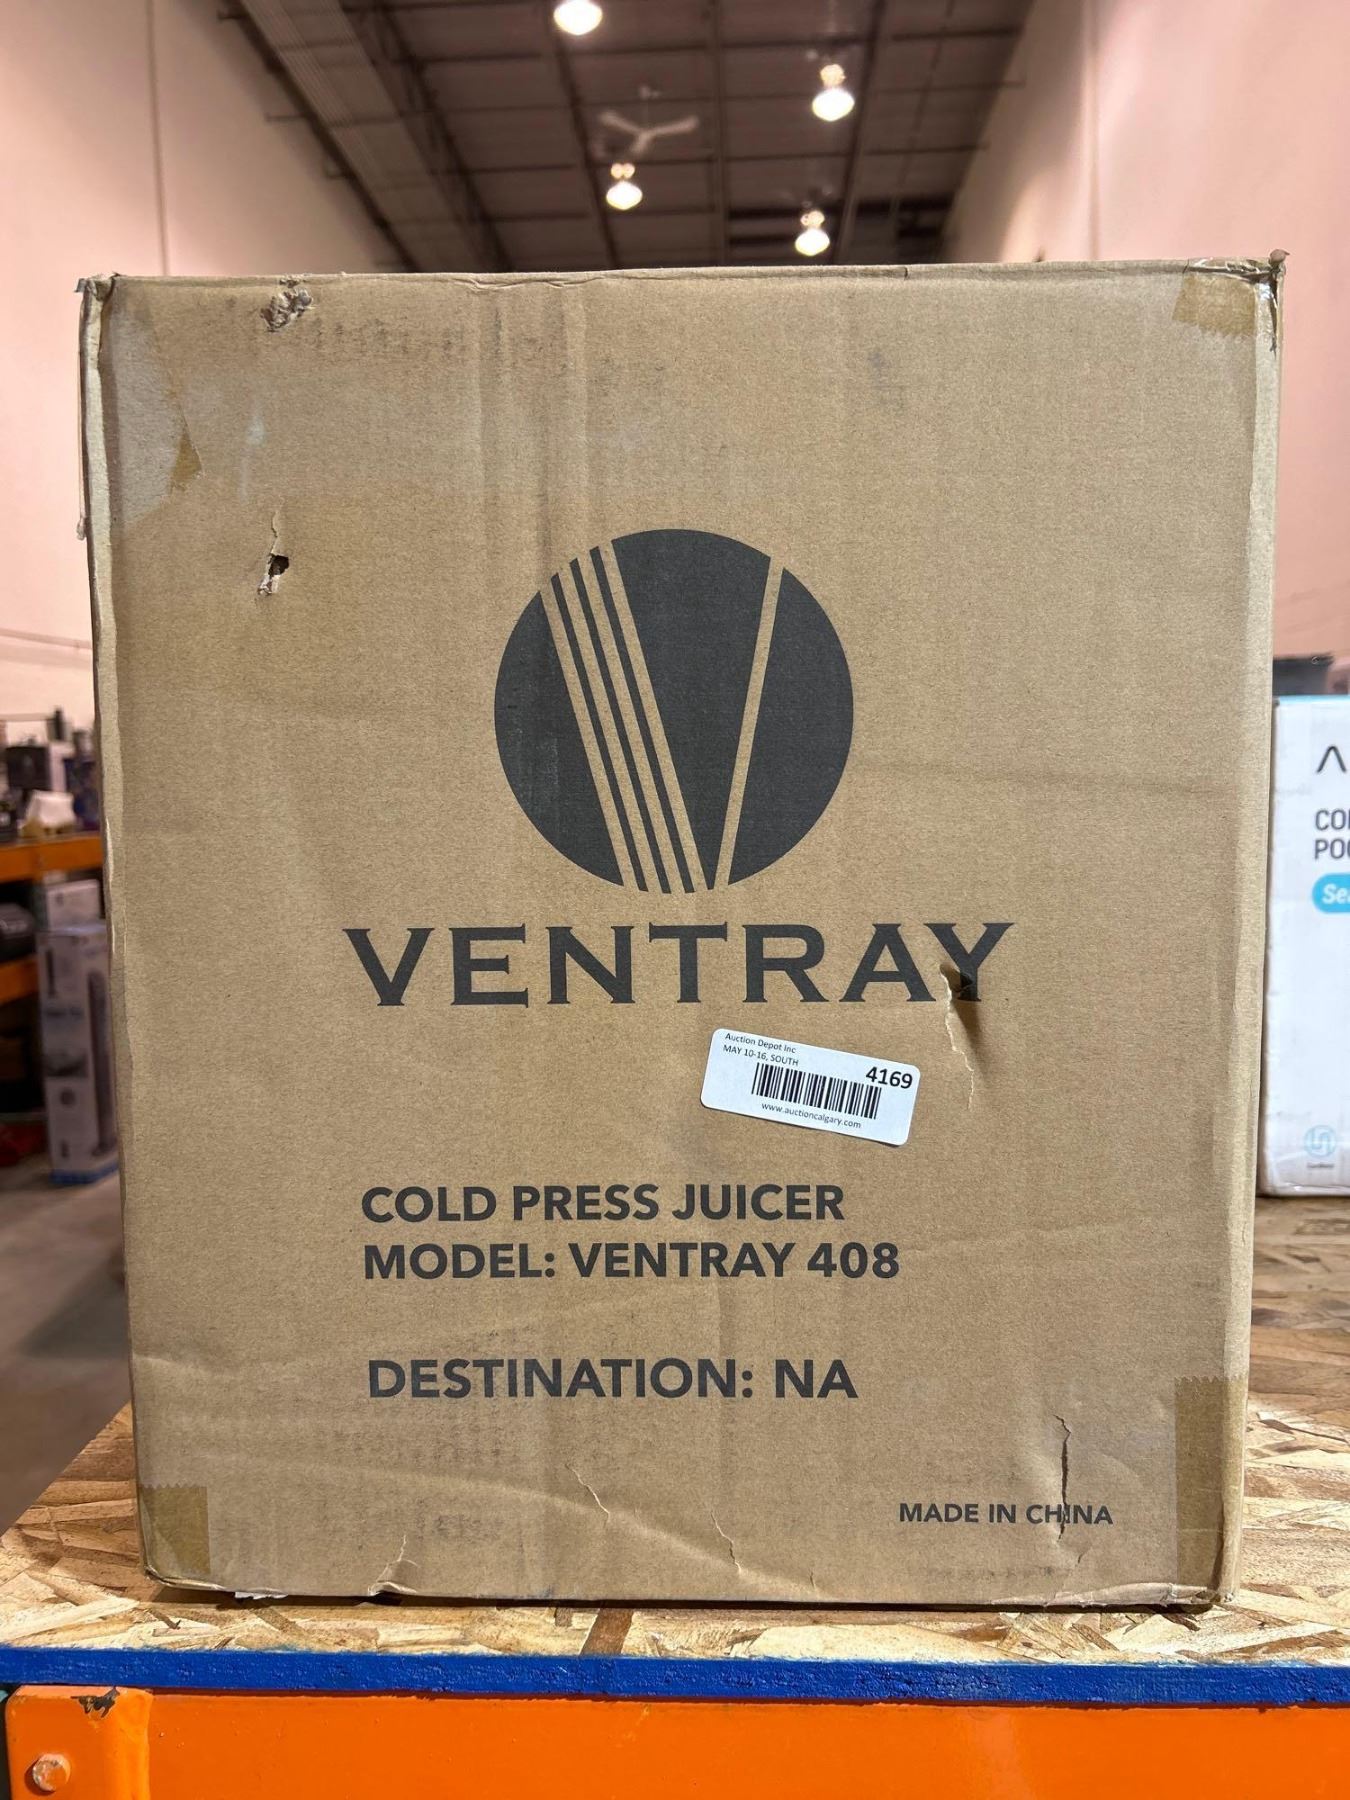 VENTRAY
Auction Depot Inc
MAY 10-16, SOUTH
4169
www.auctioncalgary.com
COLD PRESS JUICER
MODEL: VENTRAY 408
DESTINATION: NA
MADE IN CHINA